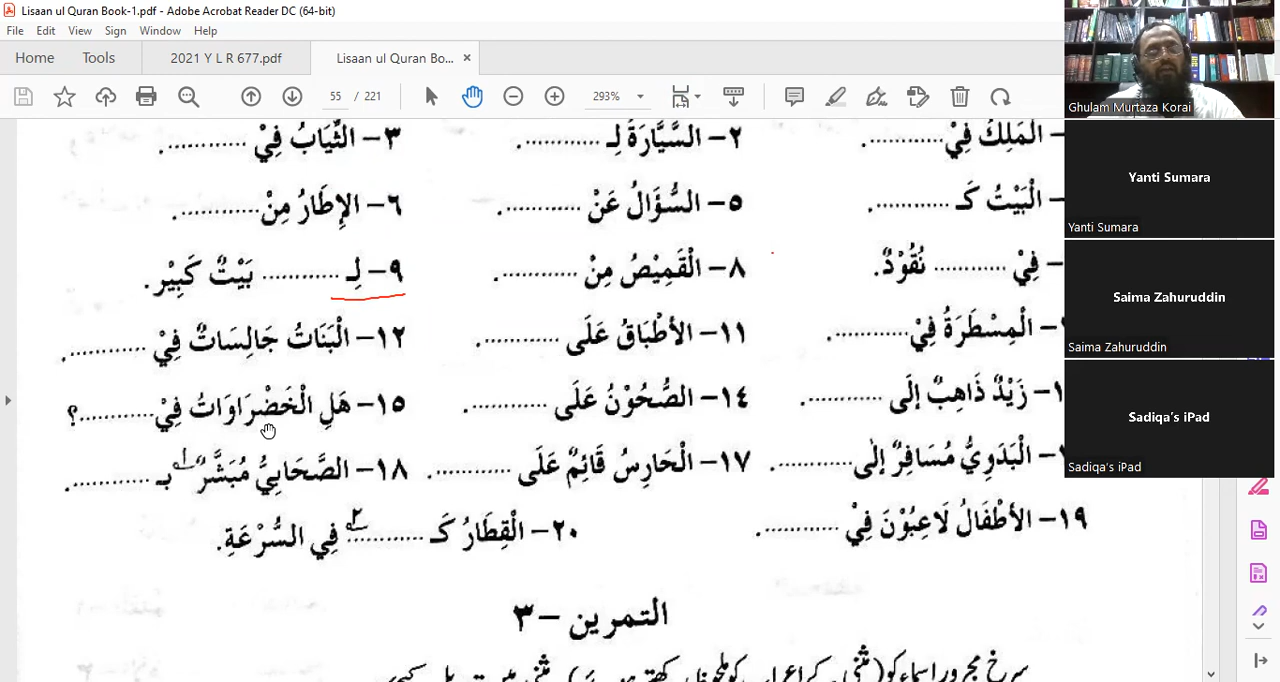 Lisaan ul Quran Book-1.pdf - Adobe Acrobat Reader DC (64-bit)
File Edit View Sign Window Help
Home Tools 2021 Y L R 677.pdf Lisaan ul Quran Bo... ×
55 / 221 293%
الْمَلِكُ فِيْ ............ . ٢- السَّيَّارَةُ لِـ ............ . ٣- الثِّيَابُ فِيْ ............ .
الْبَيْتُ كَـ ............ . ٥- السُّؤَالُ عَنْ ............ . ٦- الإِطَارُ مِنْ ............ .
- فِيْ ............ نُقُوْدٌ. ٨- الْقَمِيْصُ مِنْ ............ . ٩- لِـ ............ بَيْتٌ كَبِيْر .
- الْمِسْطَرَةُ فِيْ ............ . ١١- الأَطْبَاقُ عَلَى ............ . ١٢- الْبَنَاتُ جَالِسَاتٌ فِيْ ............ .
- زَيْدٌ ذَاهِبٌ إلَى ............ . ١٤- الصُّحُوْنُ عَلَى ............ . ١٥- هَلِ الْخَضْرَاوَاتُ فِيْ ............؟
- الْبَدَوِيُّ مُسَافِرٌ إلَى ............ . ١٧- الْحَارِسُ قَائِمٌ عَلَى ............ . ١٨- الصَّحَابِيُّ مُبَشَّرٌ بـ ............ .
١٩- الأَطْفَالُ لَاعِبُوْنَ فِيْ ............ . ٢٠- الْقِطَارُ كَـ ............ فِي السُّرْعَةِ.
التمرين -٣
Ghulam Murtaza Korai
Yanti Sumara
Yanti Sumara
Saima Zahuruddin
Saima Zahuruddin
Sadiqa's iPad
Sadiqa's iPad